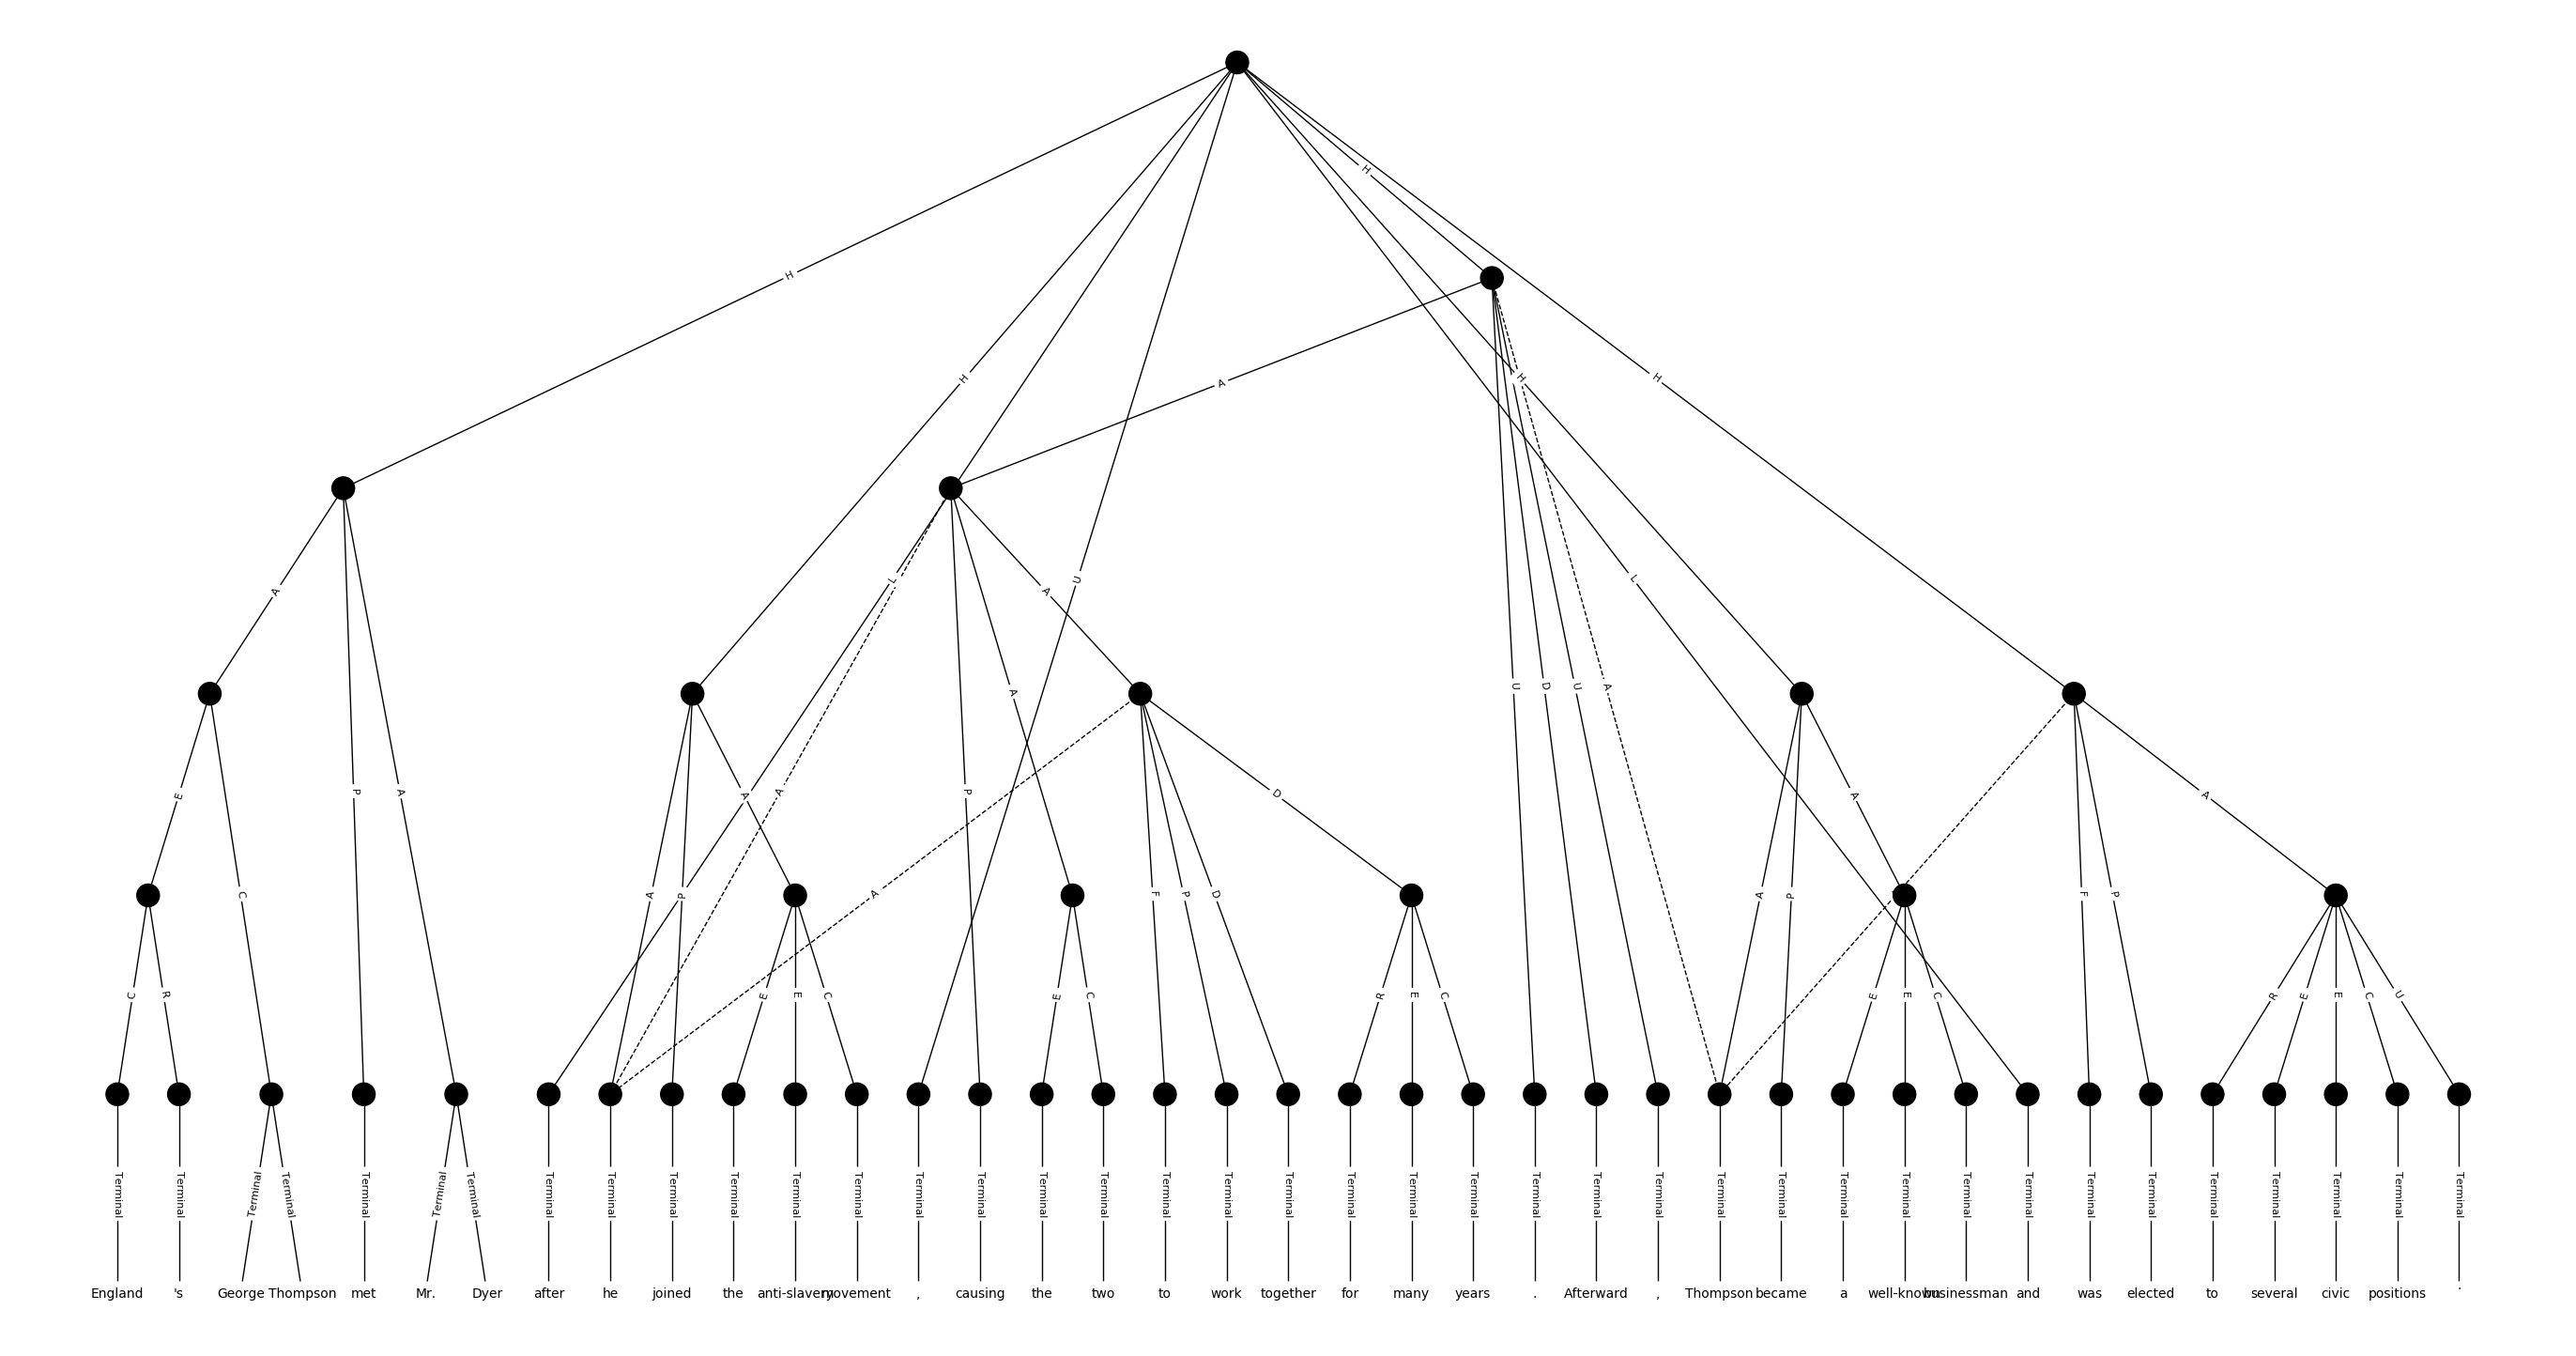 H
H
H
H
A
H
H
A
L
U
A
L
A
U
D
U
A
E
P
A
A
A
P
D
A
A
C
A
P
A
F
P
D
A
P
F
P
C
R
E
E
C
E
C
R
E
C
E
E
C
R
E
E
C
U
Terminal Terminal Terminal Terminal Terminal Terminal Terminal Terminal Terminal Terminal Terminal Terminal Terminal Terminal Terminal Terminal Terminal Terminal Terminal Terminal Terminal Terminal Terminal Terminal Terminal Terminal Terminal Terminal Terminal Terminal Terminal Terminal Terminal Terminal Terminal Terminal Terminal Terminal Terminal
England 's George Thompson met Mr. Dyer after he joined the anti-slavery movement , causing the two to work together for many years . Afterward , Thompson became a well-known businessman and was elected to several civic positions .